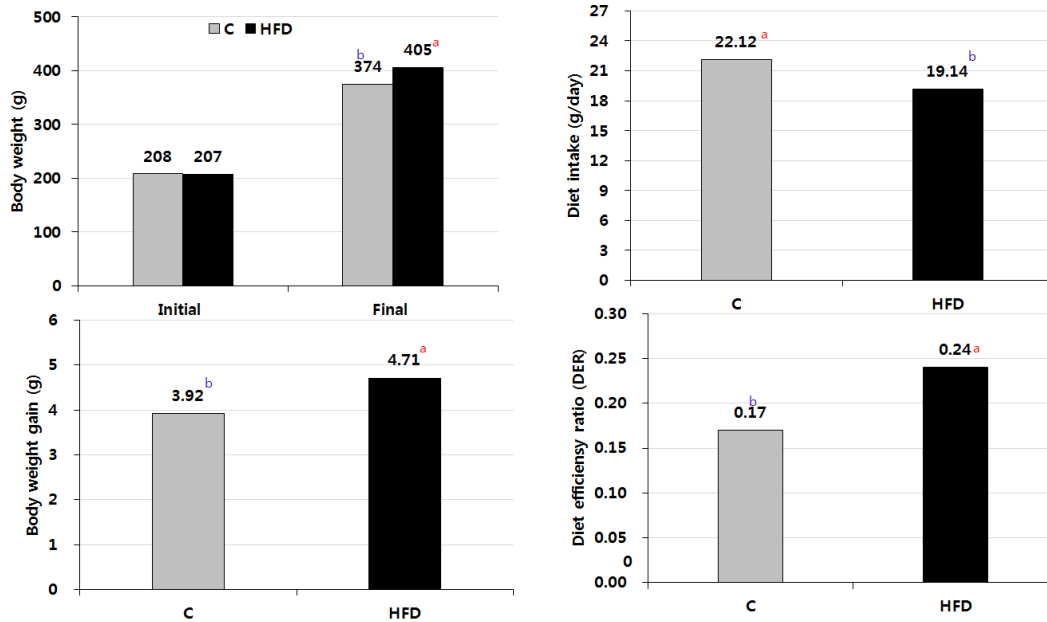 Body weight (g)
500
400
300
200
100
0
C HFD
208
207
b
374
405 a
Initial
Final
Diet intake (g/day)
27
24
21
18
15
12
9
6
3
0
22.12 a
19.14 b
C
HFD
Body weight gain (g)
6
5
4
3
2
1
0
3.92 b
4.71 a
C
HFD
Diet efficiensy ratio (DER)
0.30
0.25
0.20
0.15
0.10
0.05
0
0.00
b
0.17
0.24 a
C
HFD